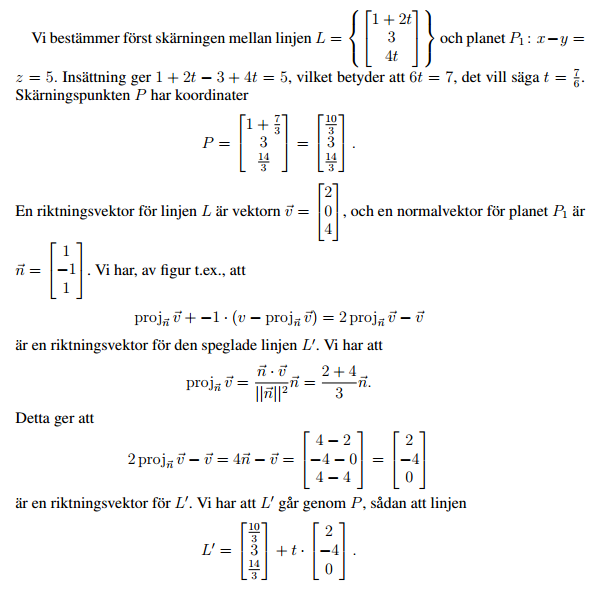 Vi bestämmer först skärningen mellan linjen $L = \left\{ \begin{bmatrix} 1 + 2t \\ 3 \\ 4t \end{bmatrix} \right\}$ och planet $P_1 : x - y =$
$z = 5$. Insättning ger $1 + 2t - 3 + 4t = 5$, vilket betyder att $6t = 7$, det vill säga $t = \frac{7}{6}$.
Skärningspunkten $P$ har koordinater
$P = \begin{bmatrix} 1 + \frac{7}{3} \\ 3 \\ \frac{14}{3} \end{bmatrix} = \begin{bmatrix} \frac{10}{3} \\ 3 \\ \frac{14}{3} \end{bmatrix}.$
En riktningsvektor för linjen $L$ är vektorn $\vec{v} = \begin{bmatrix} 2 \\ 0 \\ 4 \end{bmatrix}$, och en normalvektor för planet $P_1$ är
$\vec{n} = \begin{bmatrix} 1 \\ -1 \\ 1 \end{bmatrix}$. Vi har, av figur t.ex., att
$\text{proj}_{\vec{n}} \vec{v} + -1 \cdot (v - \text{proj}_{\vec{n}} \vec{v}) = 2 \, \text{proj}_{\vec{n}} \vec{v} - \vec{v}$
är en riktningsvektor för den speglade linjen $L'$. Vi har att
$\text{proj}_{\vec{n}} \vec{v} = \frac{\vec{n} \cdot \vec{v}}{||\vec{n}||^2} \vec{n} = \frac{2 + 4}{3} \vec{n}.$
Detta ger att
$2 \, \text{proj}_{\vec{n}} \vec{v} - \vec{v} = 4\vec{n} - \vec{v} = \begin{bmatrix} 4 - 2 \\ -4 - 0 \\ 4 - 4 \end{bmatrix} = \begin{bmatrix} 2 \\ -4 \\ 0 \end{bmatrix}$
är en riktningsvektor för $L'$. Vi har att $L'$ går genom $P$, sådan att linjen
$L' = \begin{bmatrix} \frac{10}{3} \\ 3 \\ \frac{14}{3} \end{bmatrix} + t \cdot \begin{bmatrix} 2 \\ -4 \\ 0 \end{bmatrix}.$